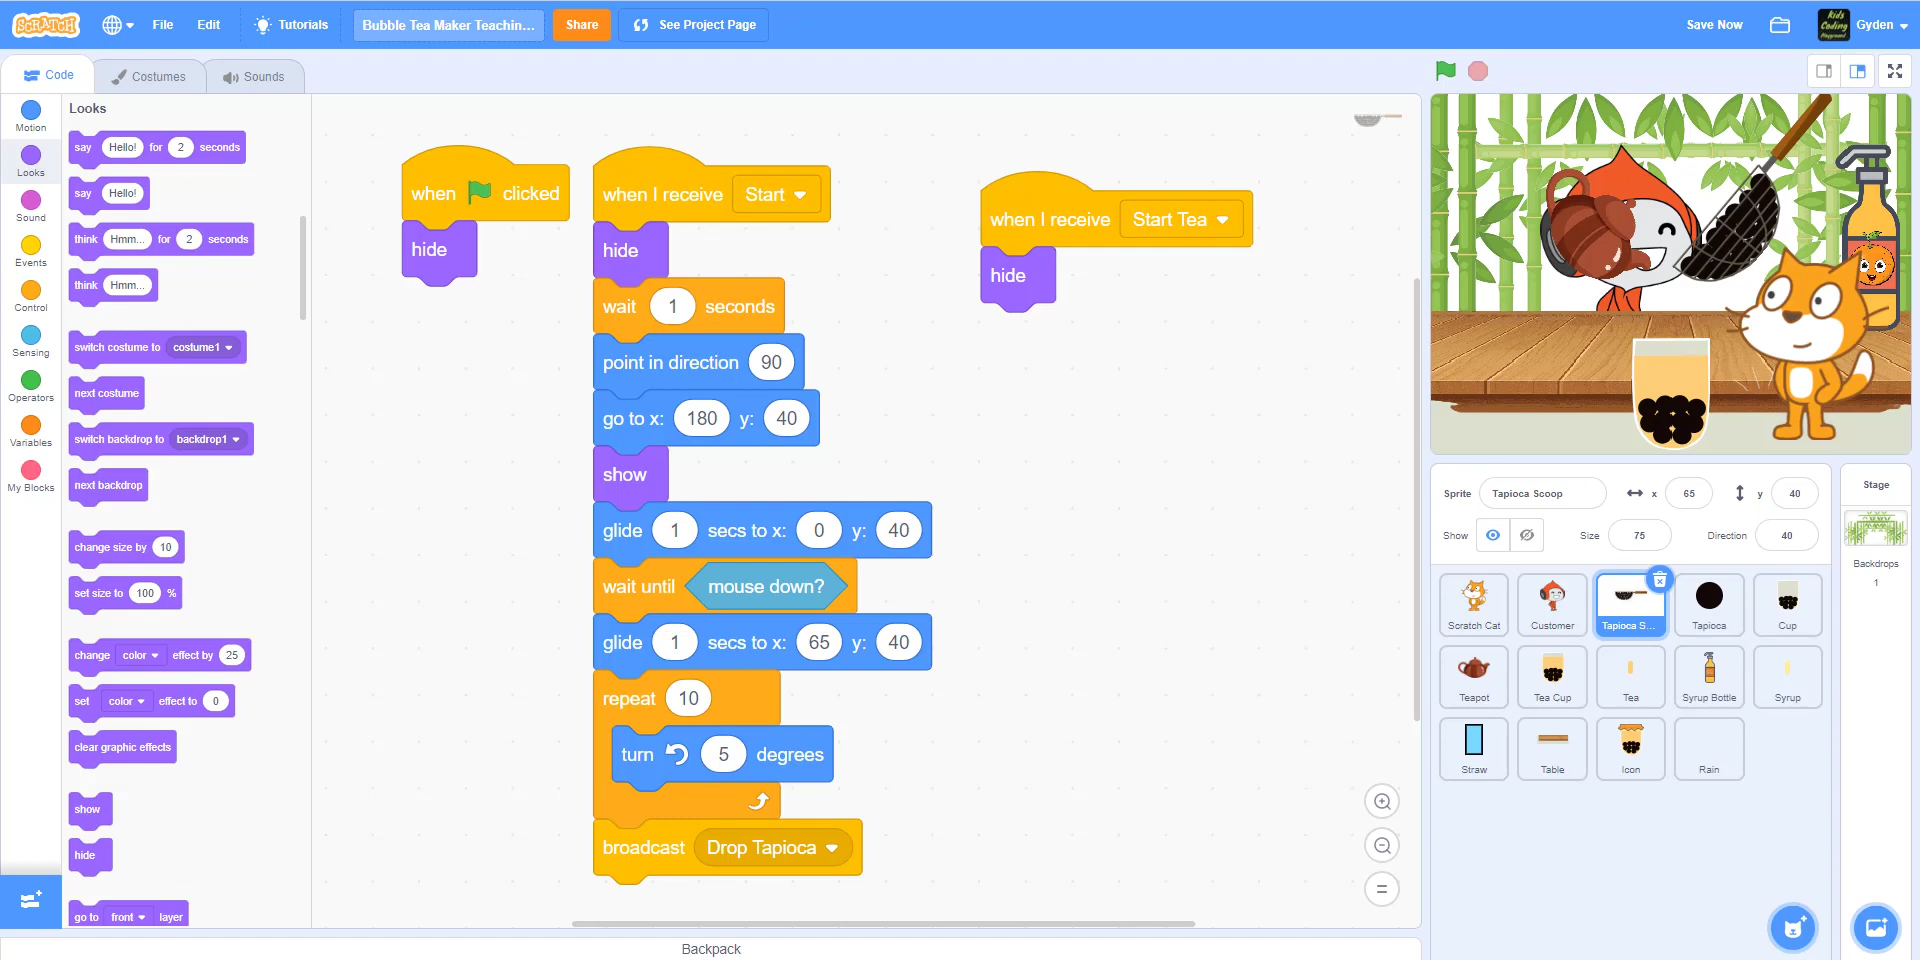 SCRATCH
File
Edit
Tutorials
Bubble Tea Maker Teachin...
Share
See Project Page
Save Now
Kids Coding Playground
Gyden
Code
Costumes
Sounds
Motion
Looks
Sound
Events
Control
Sensing
Operators
Variables
My Blocks
Looks
say Hello! for 2 seconds
say Hello!
think Hmm... for 2 seconds
think Hmm...
switch costume to costume1
next costume
switch backdrop to backdrop1
next backdrop
change size by 10
set size to 100 %
change color effect by 25
set color effect to 0
clear graphic effects
show
hide
go to front layer
when clicked
hide
when I receive Start
hide
wait 1 seconds
point in direction 90
go to x: 180 y: 40
show
glide 1 secs to x: 0 y: 40
wait until mouse down?
glide 1 secs to x: 65 y: 40
repeat 10
turn 5 degrees
broadcast Drop Tapioca
when I receive Start Tea
hide
Backpack
Sprite Tapioca Scoop x 65 y 40
Show Size 75 Direction 40
Scratch Cat
Customer
Tapioca S...
Tapioca
Cup
Teapot
Tea Cup
Tea
Syrup Bottle
Syrup
Straw
Table
Icon
Rain
Stage
Backdrops
1